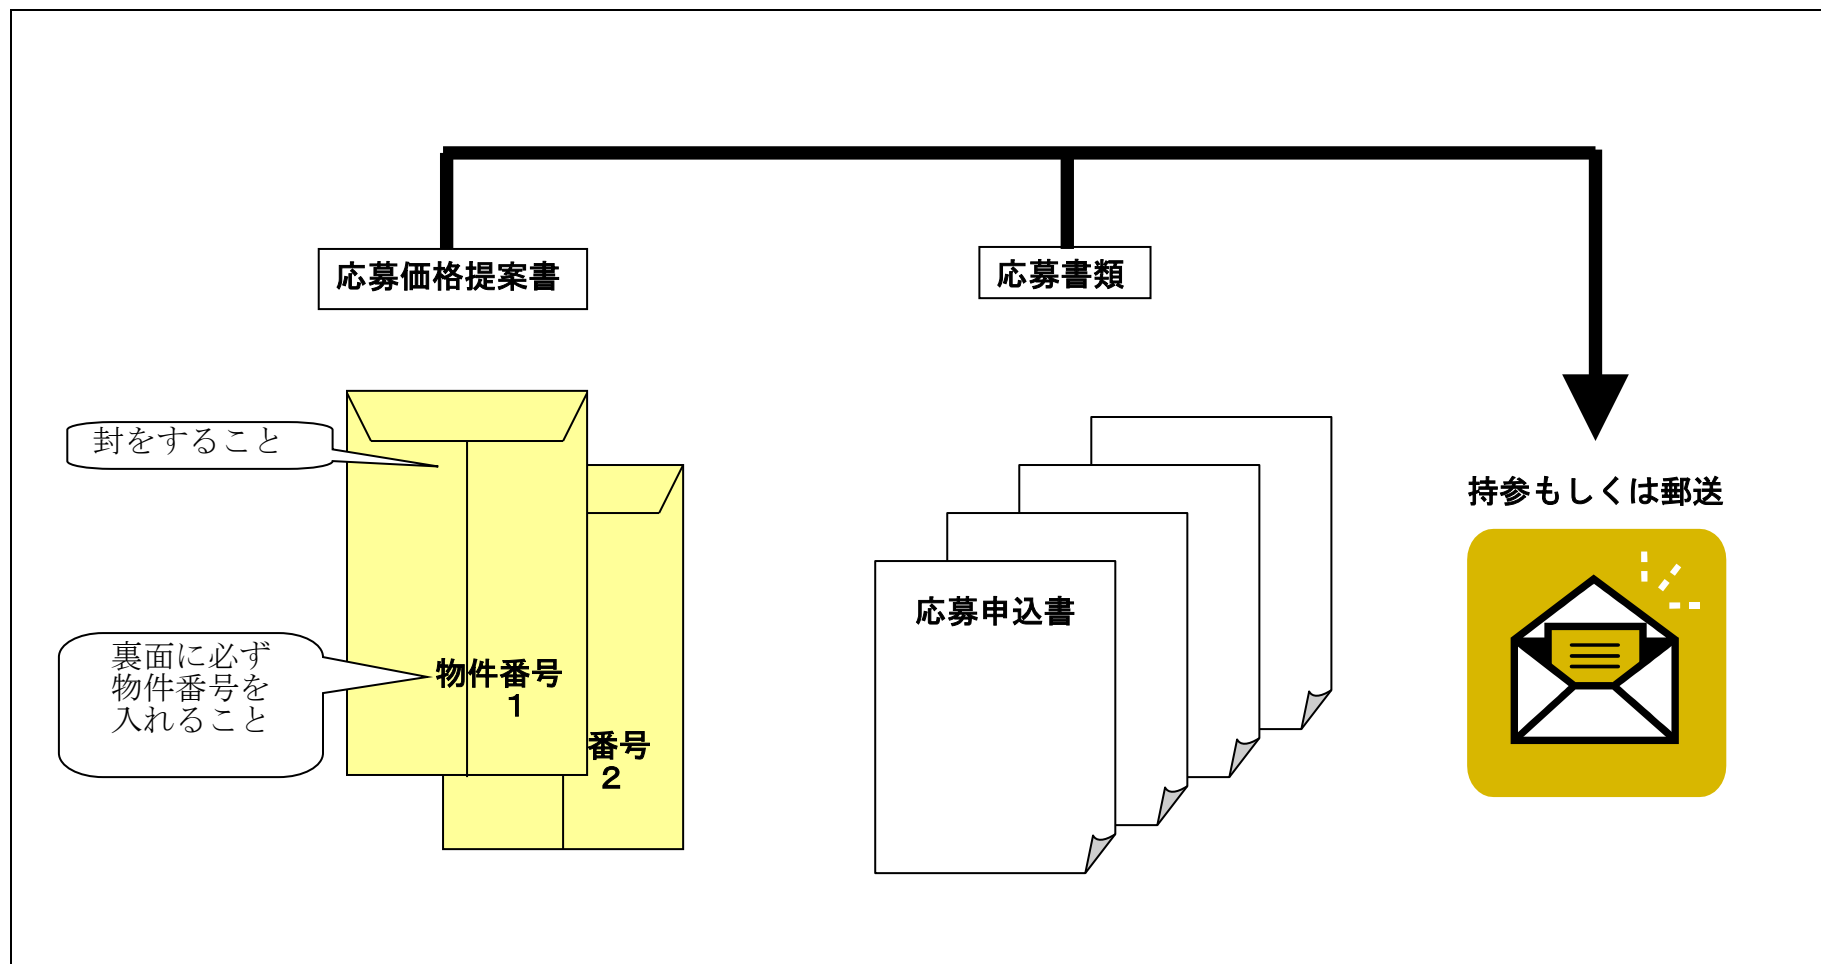 応募価格提案書
応募書類
封をすること
持参もしくは郵送
応募申込書
裏面に必ず
物件番号を
入れること
物件番号
１
番号
２